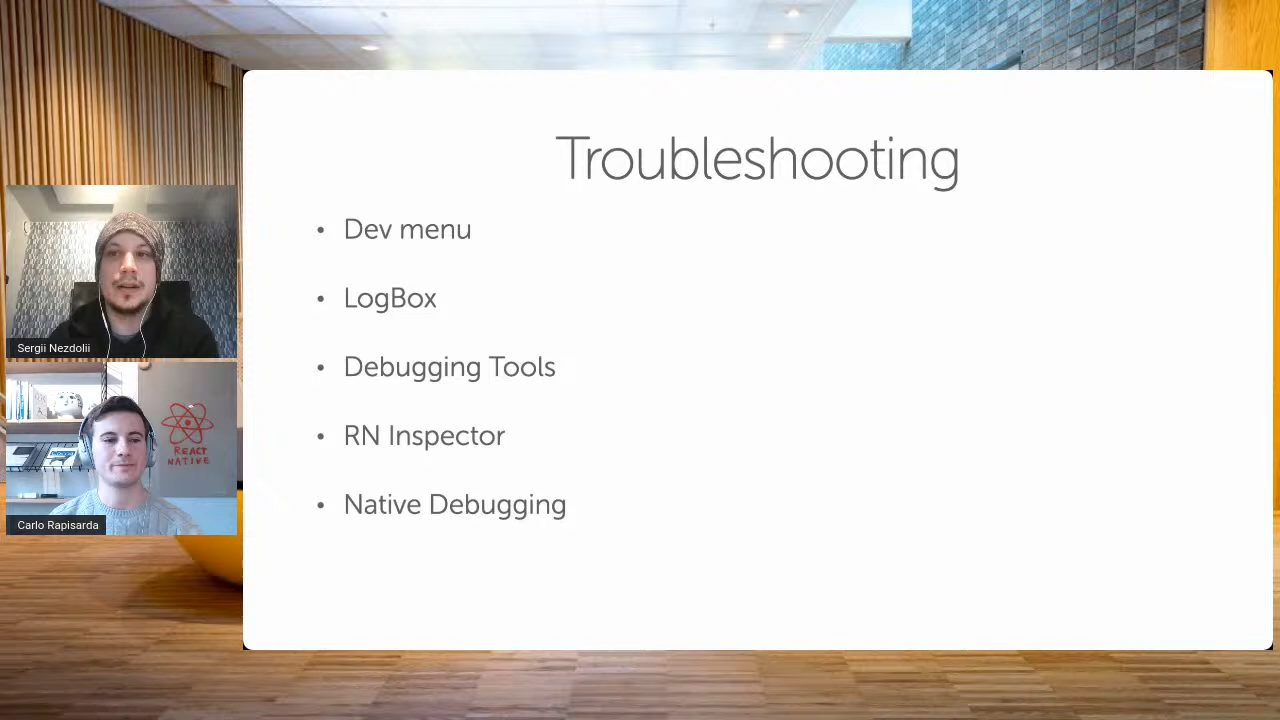 Troubleshooting
• Dev menu
• LogBox
• Debugging Tools
• RN Inspector
• Native Debugging
Sergii Nezdolii
REACT
NATIVE
Carlo Rapisarda